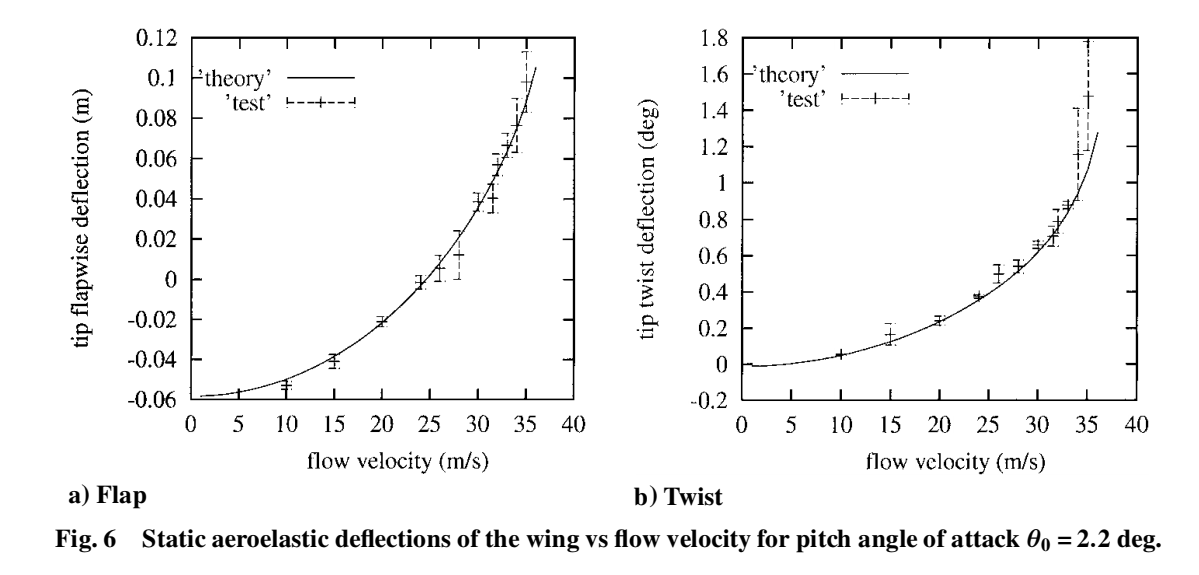 0.12
0.1
0.08
0.06
0.04
0.02
0
-0.02
-0.04
-0.06
tip flapwise deflection (m)
'theory'
'test'
0 5 10 15 20 25 30 35 40
flow velocity (m/s)
a) Flap
1.8
1.6
1.4
1.2
1
0.8
0.6
0.4
0.2
0
-0.2
tip twist deflection (deg)
'theory'
'test'
0 5 10 15 20 25 30 35 40
flow velocity (m/s)
b) Twist
Fig. 6 Static aeroelastic deflections of the wing vs flow velocity for pitch angle of attack θ0 = 2.2 deg.